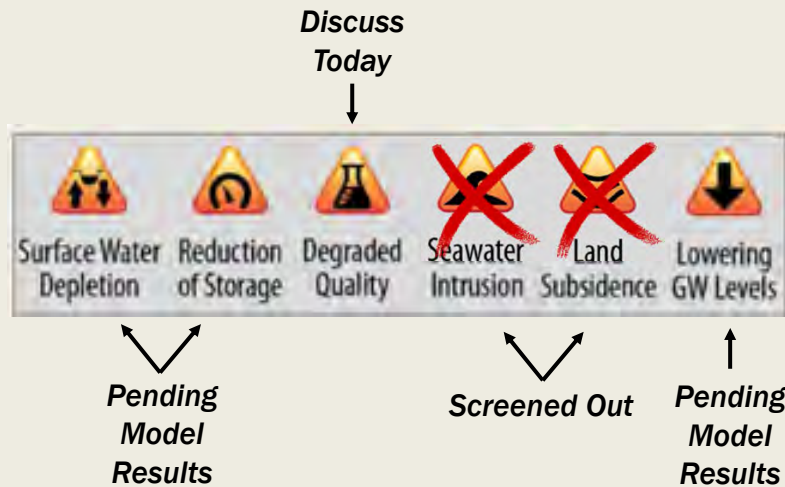 Discuss
Today
Surface Water
Depletion
Reduction
of Storage
Degraded
Quality
Seawater
Intrusion
Land
Subsidence
Lowering
GW Levels
Pending
Model
Results
Screened Out
Pending
Model
Results